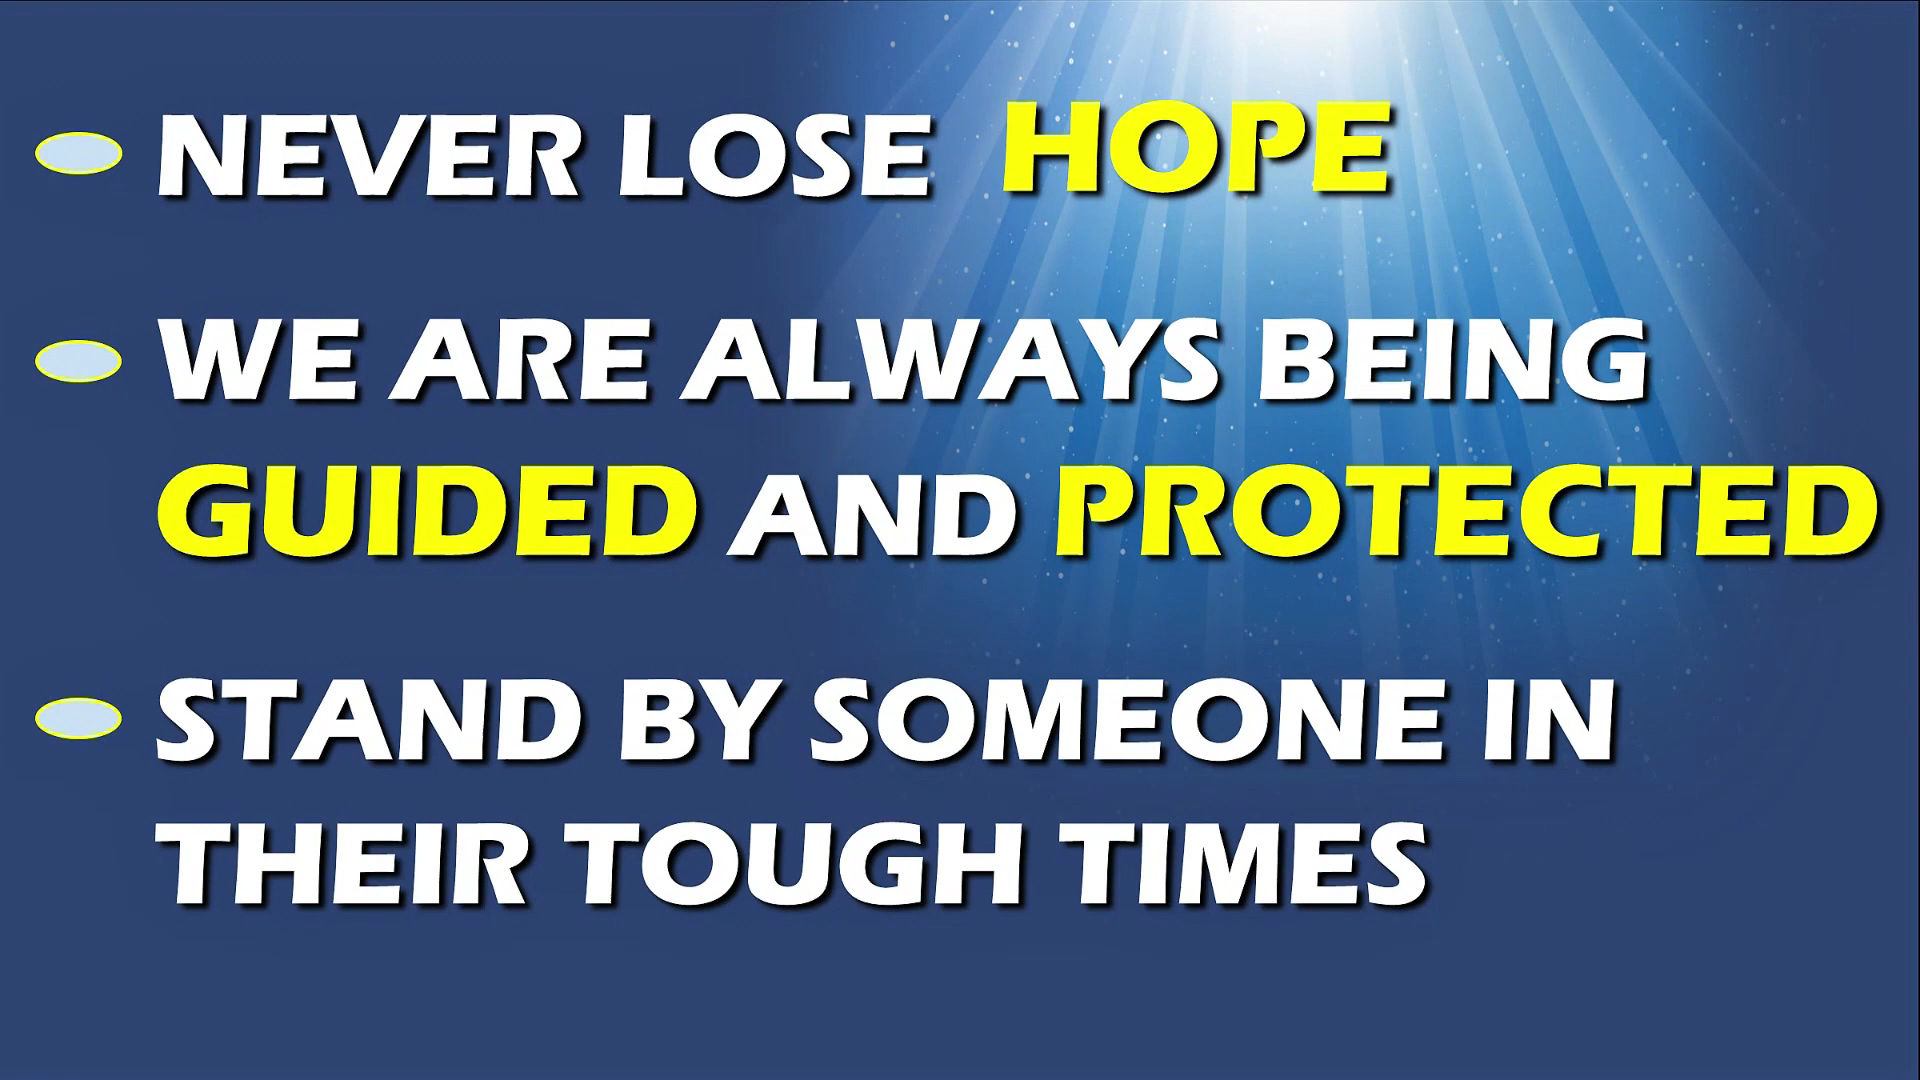 NEVER LOSE HOPE
WE ARE ALWAYS BEING
GUIDED AND PROTECTED
STAND BY SOMEONE IN
THEIR TOUGH TIMES